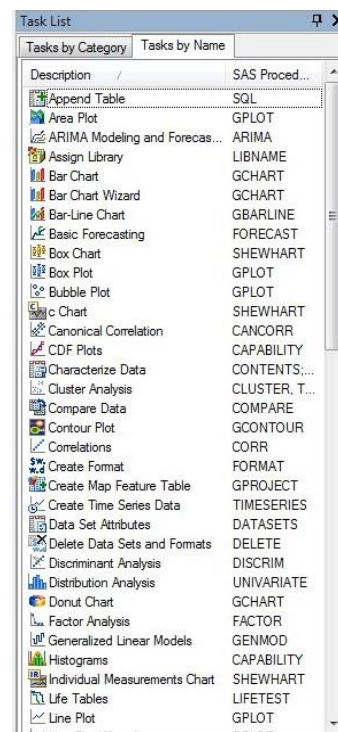 Task List
Tasks by Category Tasks by Name
Description SAS Proced...
Append Table SQL
Area Plot GPLOT
ARIMA Modeling and Forecas... ARIMA
Assign Library LIBNAME
Bar Chart GCHART
Bar Chart Wizard GCHART
Bar-Line Chart GBARLINE
Basic Forecasting FORECAST
Box Chart SHEWHART
Box Plot GPLOT
Bubble Plot GPLOT
c Chart SHEWHART
Canonical Correlation CANCORR
CDF Plots CAPABILITY
Characterize Data CONTENTS;...
Cluster Analysis CLUSTER, T...
Compare Data COMPARE
Contour Plot GCONTOUR
Correlations CORR
Create Format FORMAT
Create Map Feature Table GPROJECT
Create Time Series Data TIMESERIES
Data Set Attributes DATASETS
Delete Data Sets and Formats DELETE
Discriminant Analysis DISCRIM
Distribution Analysis UNIVARIATE
Donut Chart GCHART
Factor Analysis FACTOR
Generalized Linear Models GENMOD
Histograms CAPABILITY
Individual Measurements Chart SHEWHART
Life Tables LIFETEST
Line Plot GPLOT